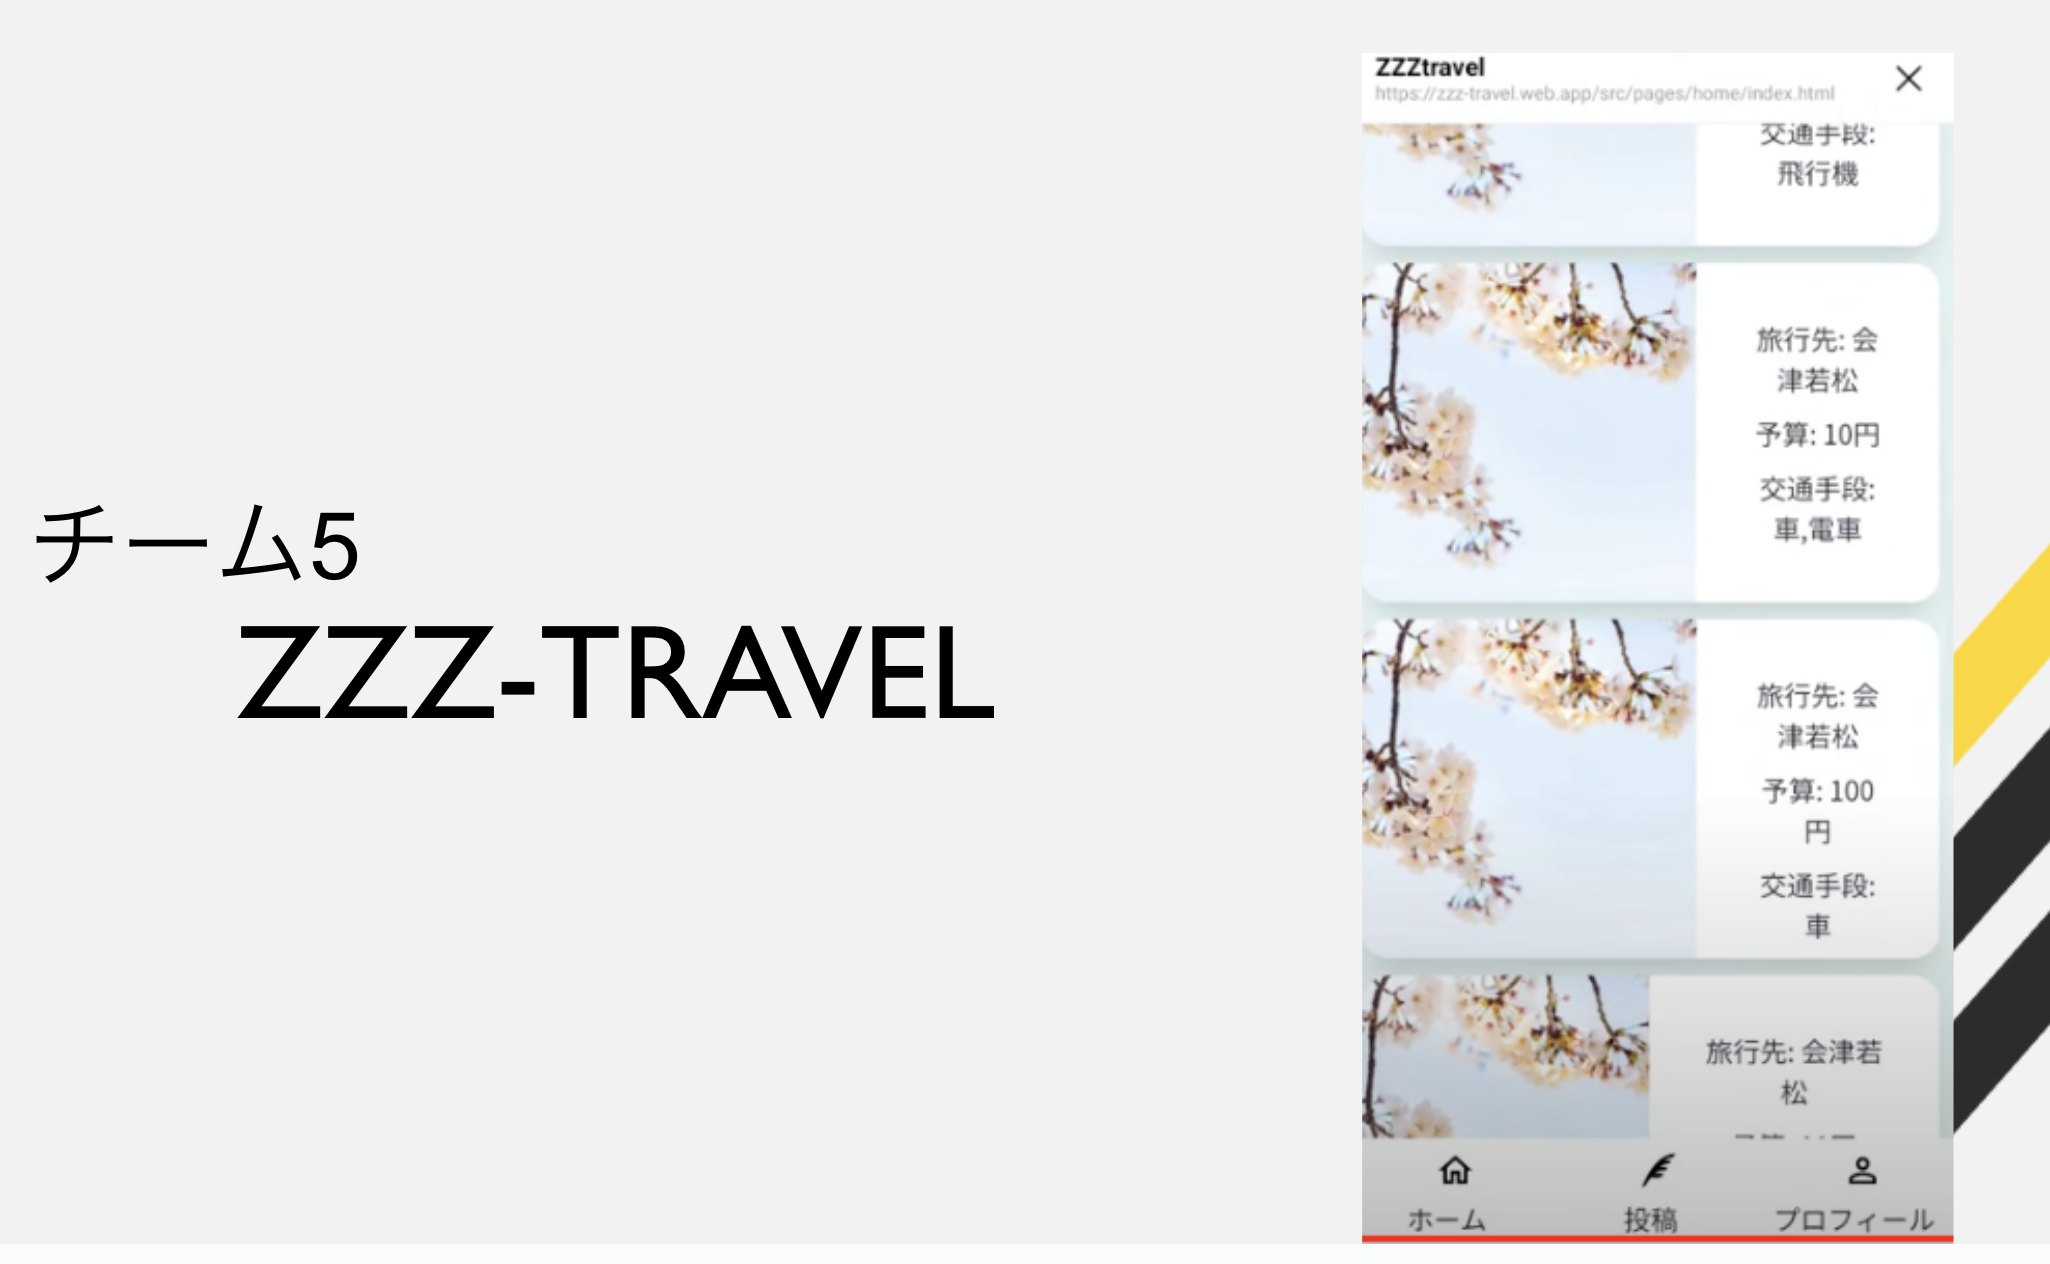 チーム5
ZZZ-TRAVEL
ZZZtravel
https://zzz-travel.web.app/src/pages/home/index.html
交通手段:
飛行機
旅行先: 会
津若松
予算: 10円
交通手段:
車,電車
旅行先: 会
津若松
予算: 100
円
交通手段:
車
旅行先: 会津若
松
ホーム
投稿
プロフィール